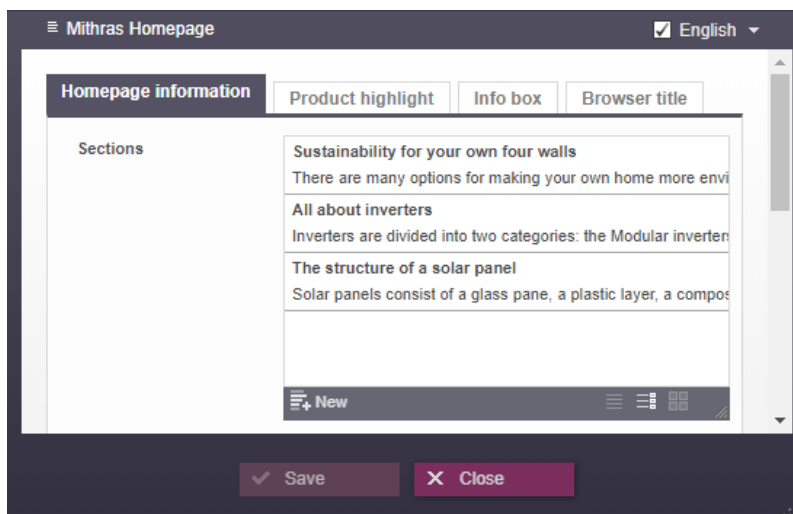 Mithras Homepage
English
Homepage information
Product highlight
Info box
Browser title
Sections
Sustainability for your own four walls
There are many options for making your own home more envi
All about inverters
Inverters are divided into two categories: the Modular inverter
The structure of a solar panel
Solar panels consist of a glass pane, a plastic layer, a compos
New
Save
Close